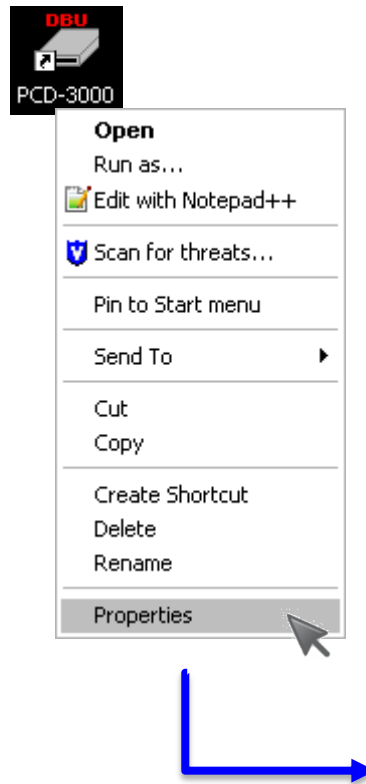 DBU
PCD-3000
Open
Run as...
Edit with Notepad++
Scan for threats...
Pin to Start menu
Send To
Cut
Copy
Create Shortcut
Delete
Rename
Properties